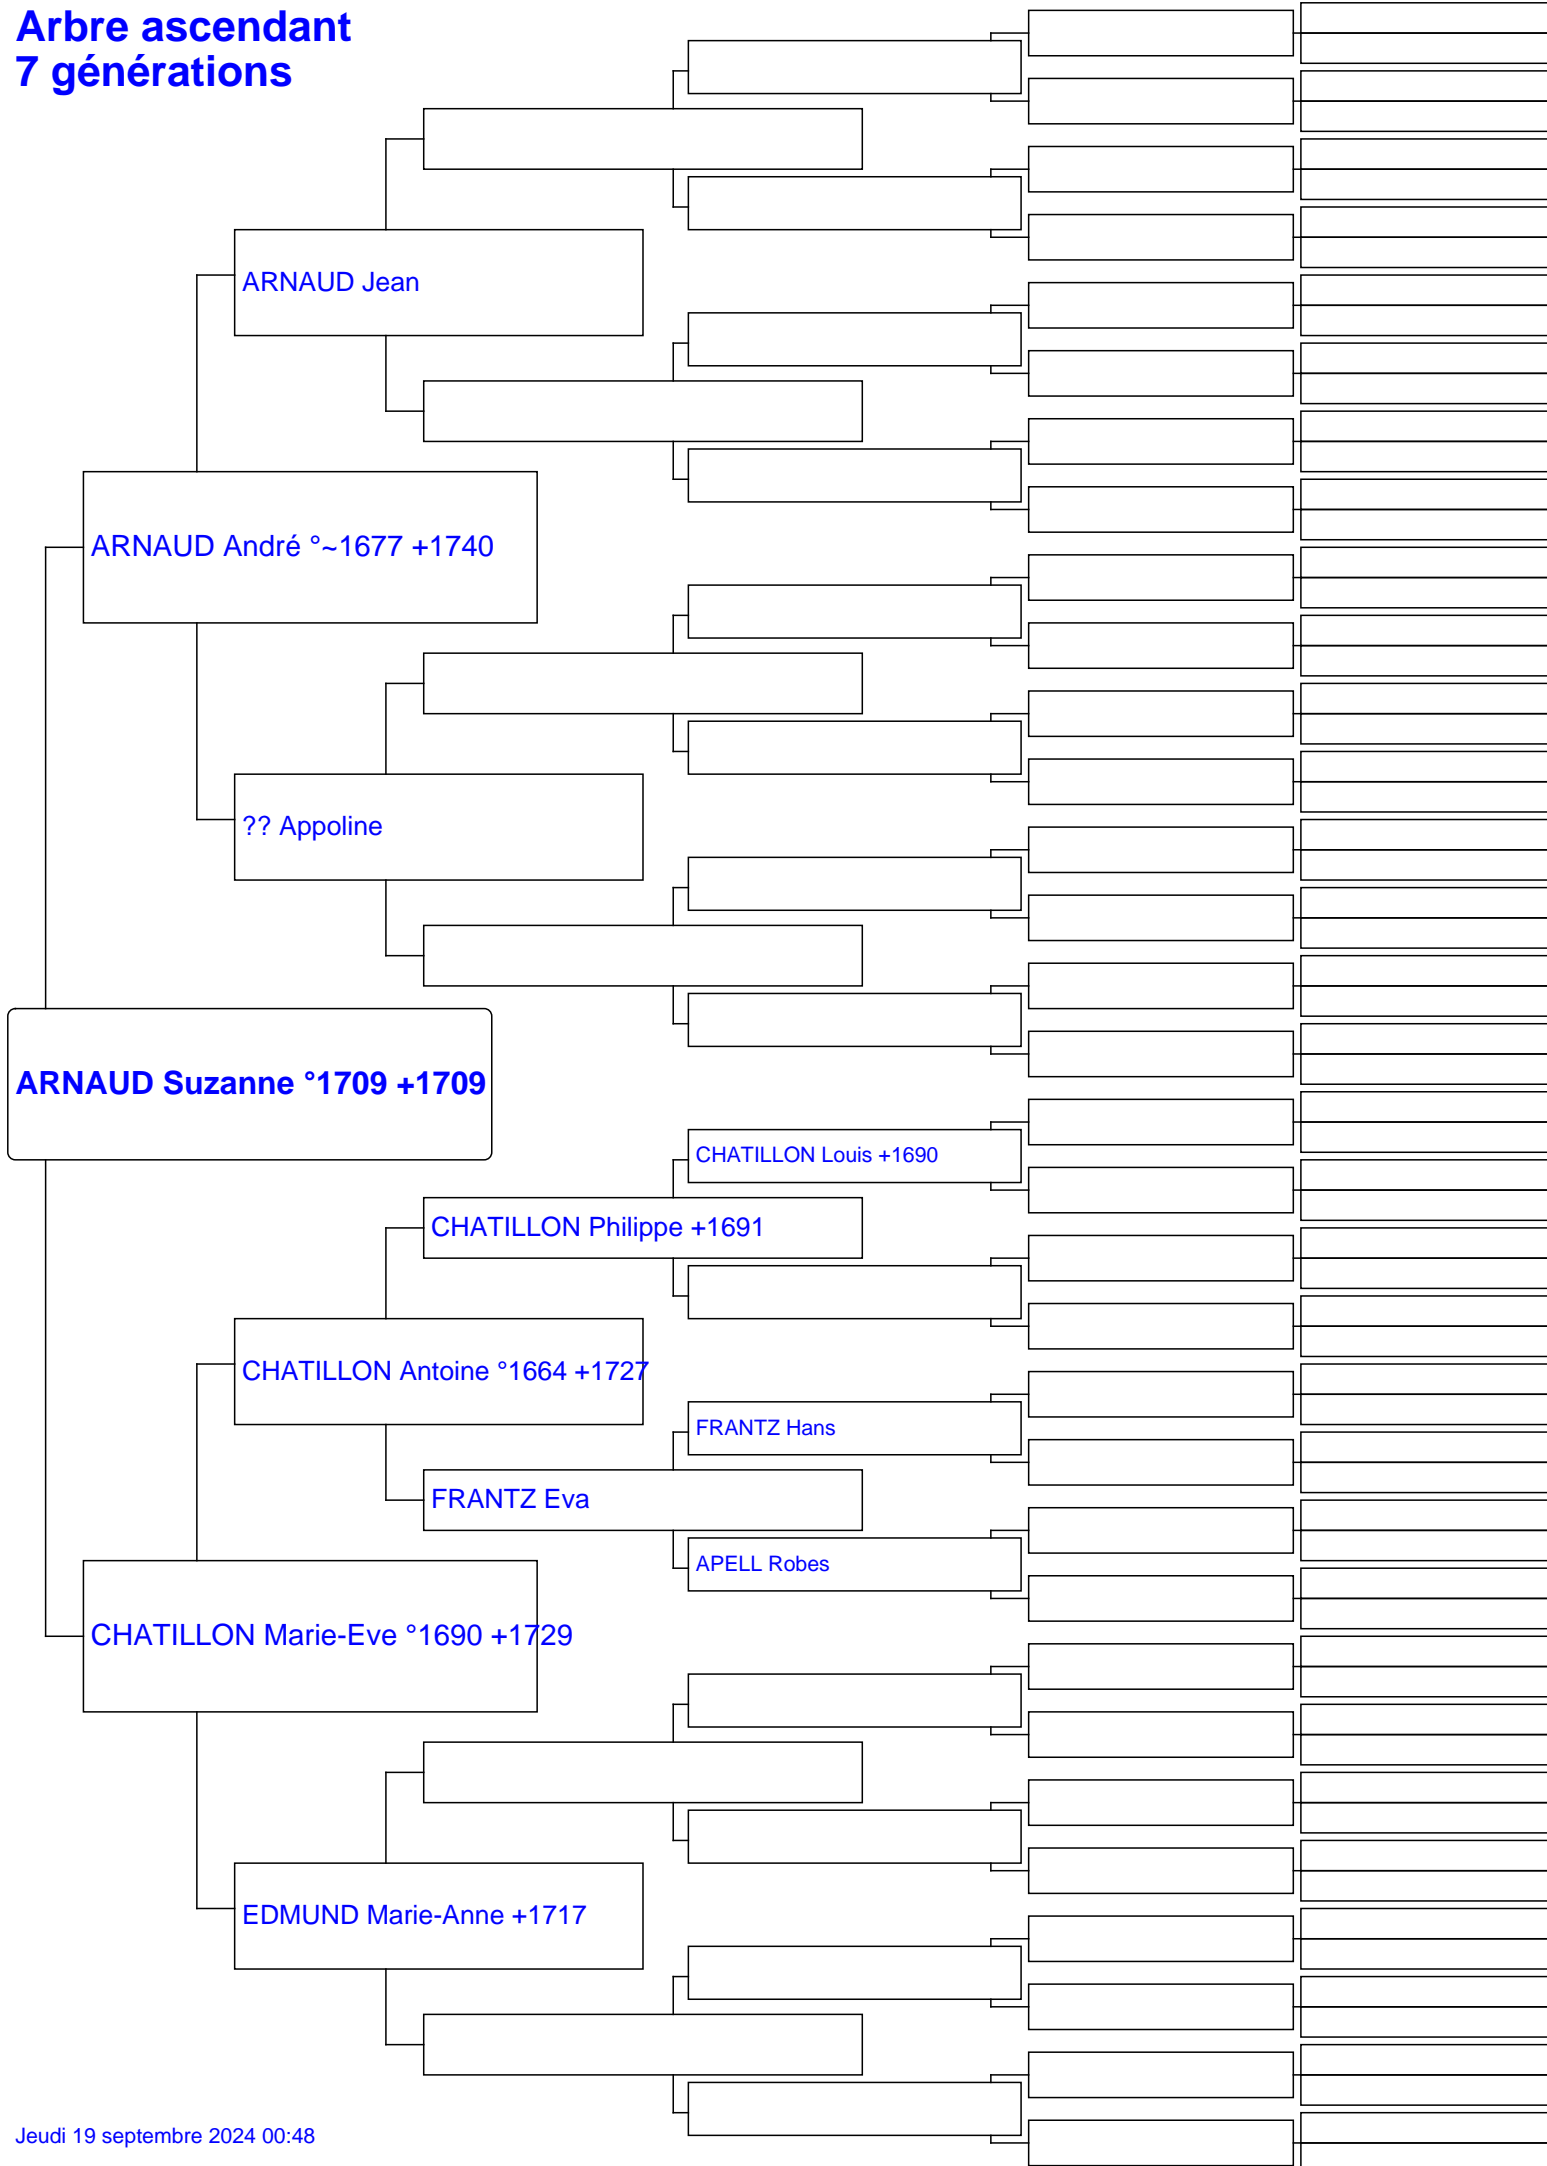 Arbre ascendant
7 générations
ARNAUD Jean
ARNAUD André °~1677 +1740
?? Appoline
ARNAUD Suzanne °1709 +1709
CHATILLON Louis +1690
CHATILLON Philippe +1691
CHATILLON Antoine °1664 +1727
FRANTZ Hans
FRANTZ Eva
APELL Robes
CHATILLON Marie-Eve °1690 +1729
EDMUND Marie-Anne +1717
Jeudi 19 septembre 2024 00:48